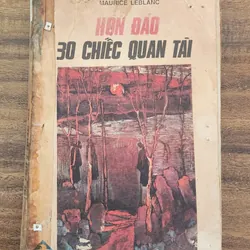 MAURICE LEBLANC
HÒN ĐẢO
30 CHIẾC QUAN TÀI